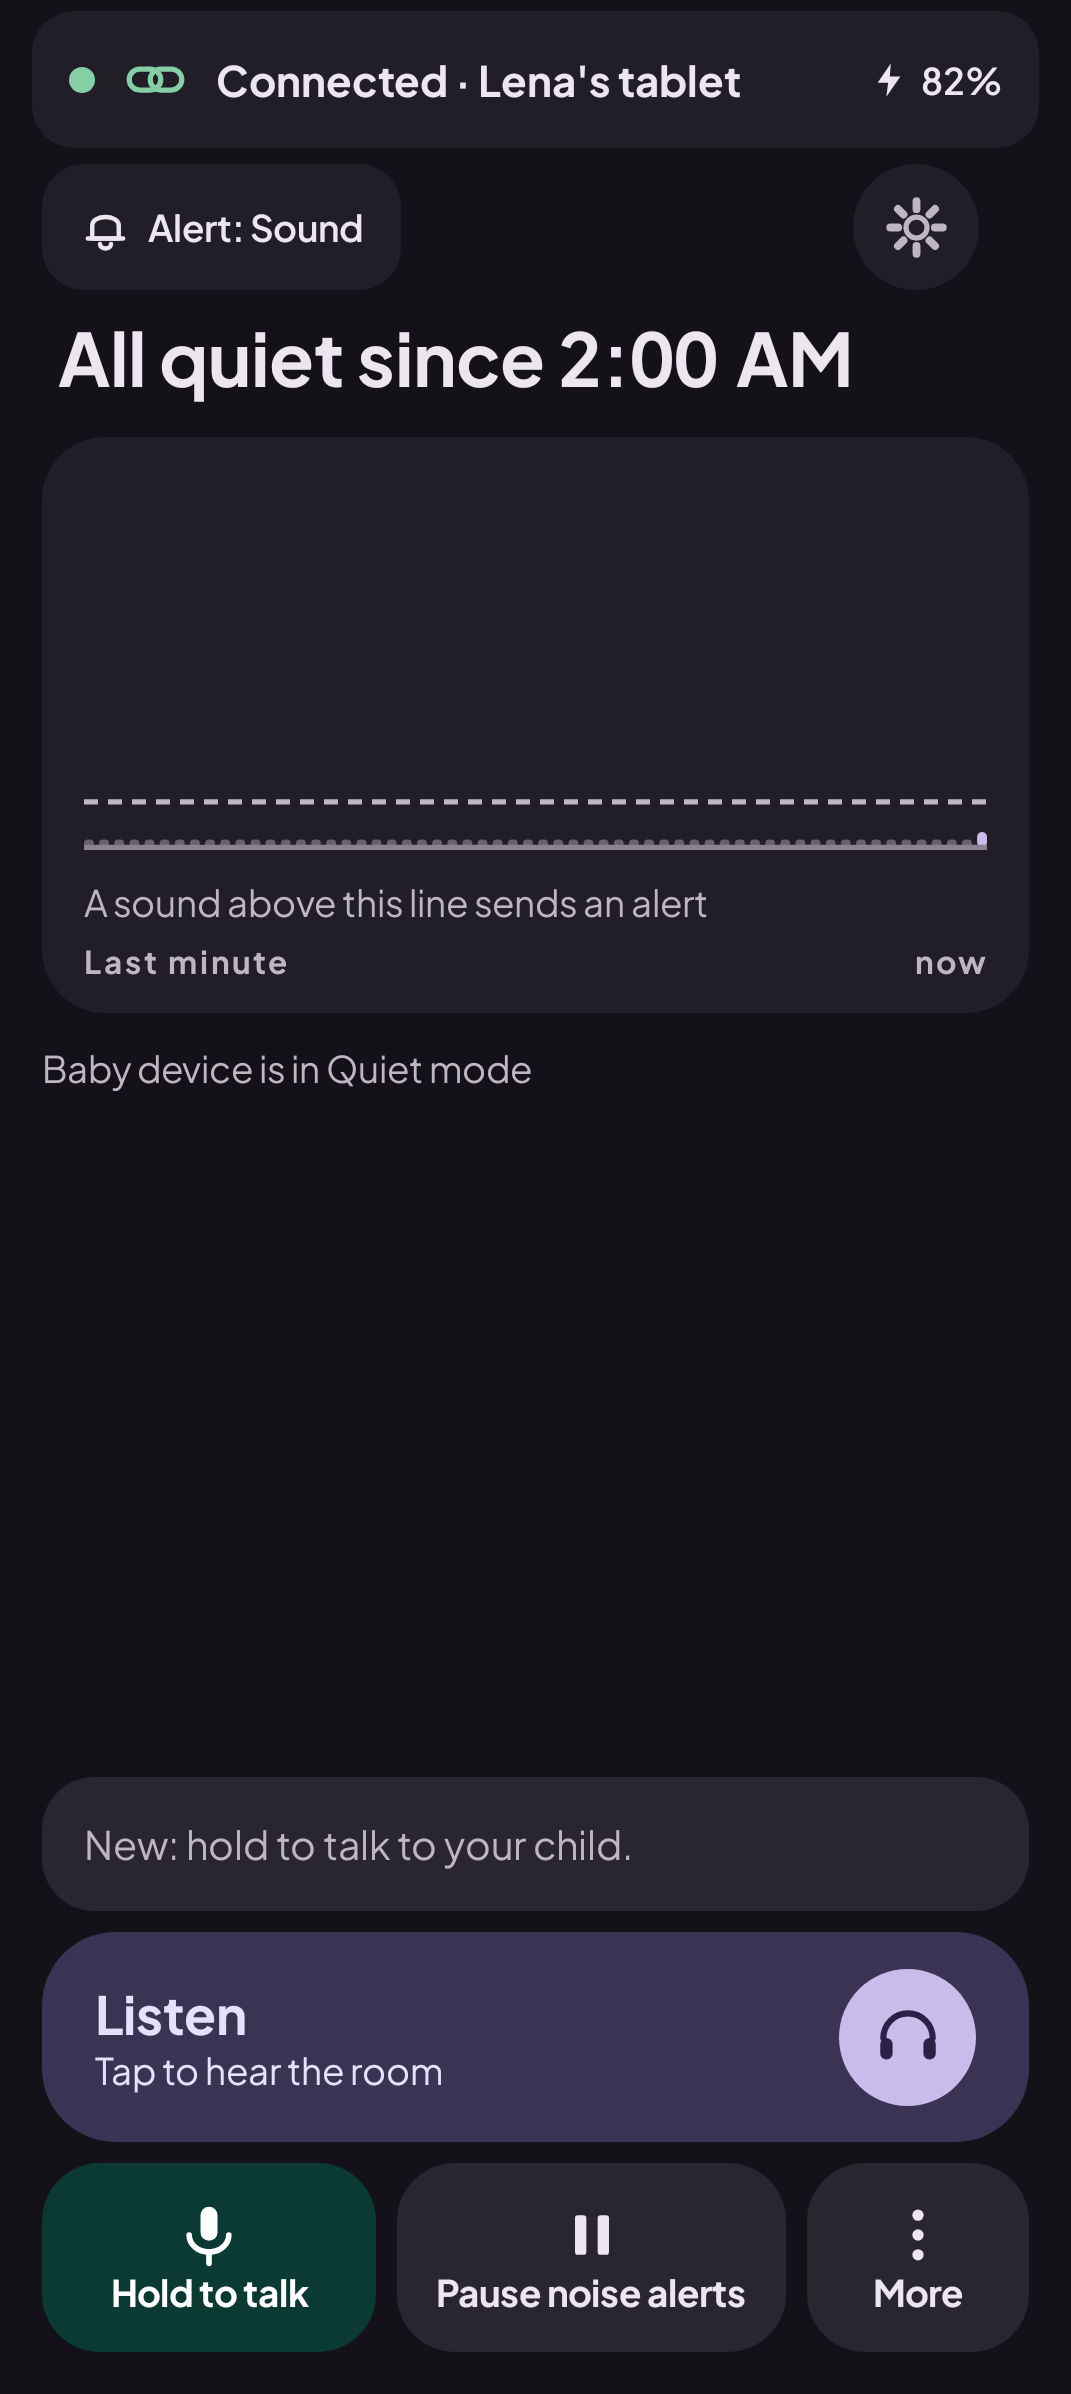 Connected · Lena's tablet
82%
Alert: Sound
All quiet since 2:00 AM
A sound above this line sends an alert
Last minute
now
Baby device is in Quiet mode
New: hold to talk to your child.
Listen
Tap to hear the room
Hold to talk
Pause noise alerts
More